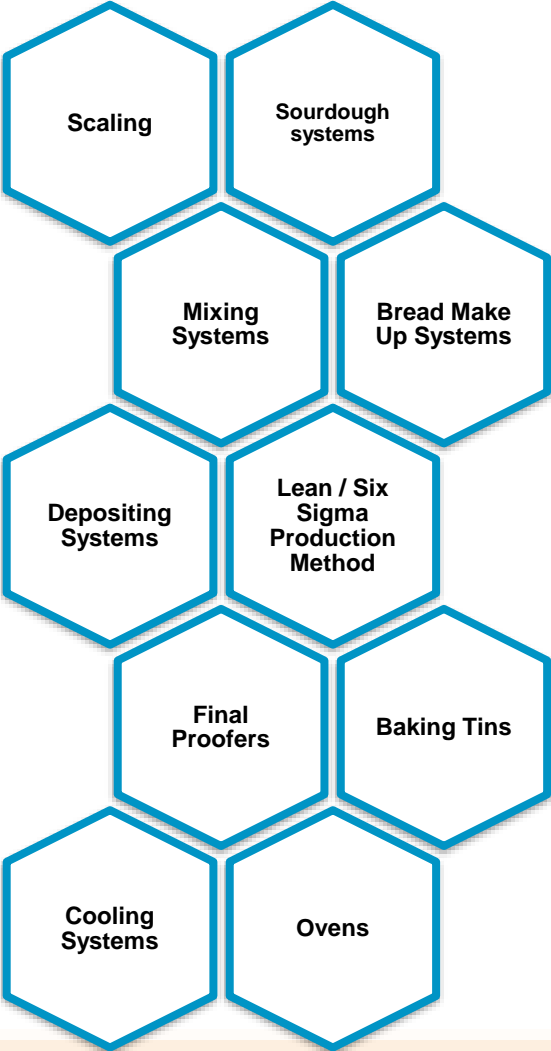 Scaling
Sourdough
systems
Mixing
Systems
Bread Make
Up Systems
Depositing
Systems
Lean / Six
Sigma
Production
Method
Final
Proofers
Baking Tins
Cooling
Systems
Ovens